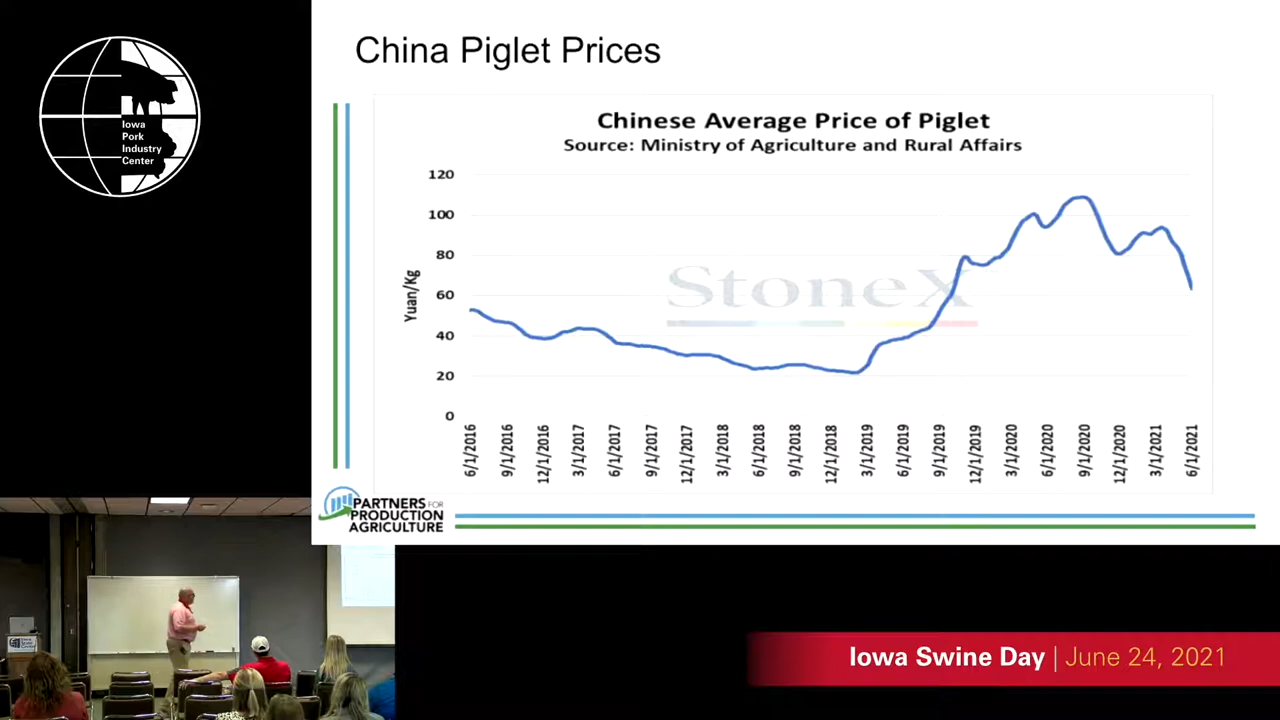 Iowa
Pork
Industry
Center
China Piglet Prices
Chinese Average Price of Piglet
Source: Ministry of Agriculture and Rural Affairs
120
100
80
60
40
20
0
Yuan/Kg
StoneX
6/1/2016
9/1/2016
12/1/2016
3/1/2017
6/1/2017
9/1/2017
12/1/2017
3/1/2018
6/1/2018
9/1/2018
12/1/2018
3/1/2019
6/1/2019
9/1/2019
12/1/2019
3/1/2020
6/1/2020
9/1/2020
12/1/2020
3/1/2021
6/1/2021
PARTNERS FOR
PRODUCTION
AGRICULTURE
Iowa Swine Day | June 24, 2021